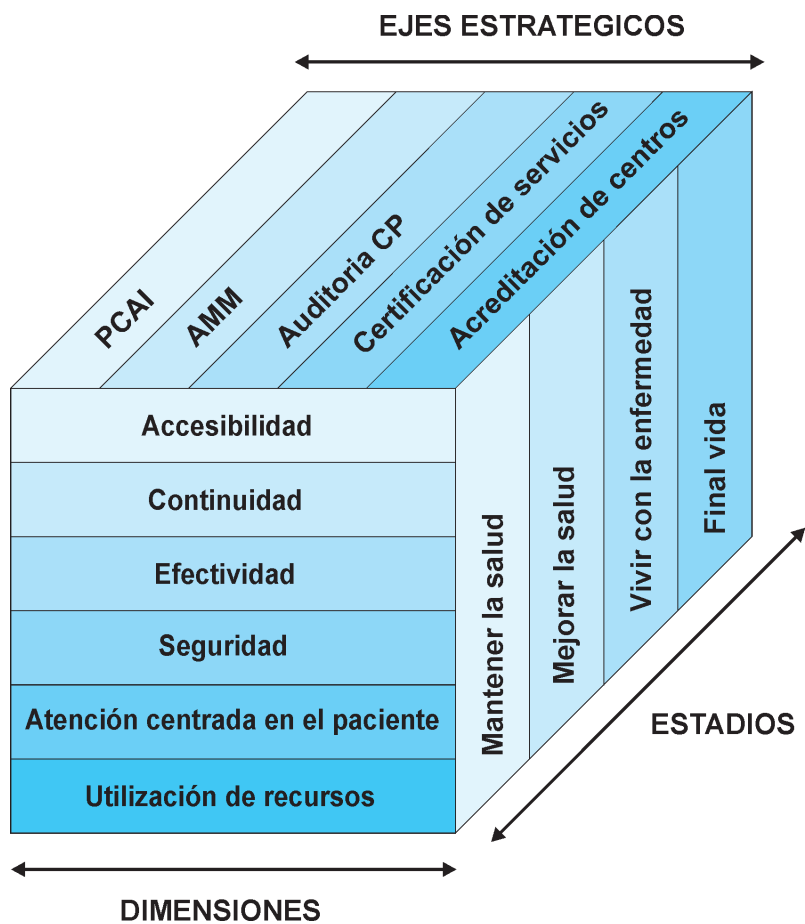 EJES ESTRATEGICOS
PCAI
AMM
Auditoria CP
Certificación de servicios
Acreditación de centros
Accesibilidad
Continuidad
Efectividad
Seguridad
Atención centrada en el paciente
Utilización de recursos
Mantener la salud
Mejorar la salud
Vivir con la enfermedad
Final vida
ESTADIOS
DIMENSIONES